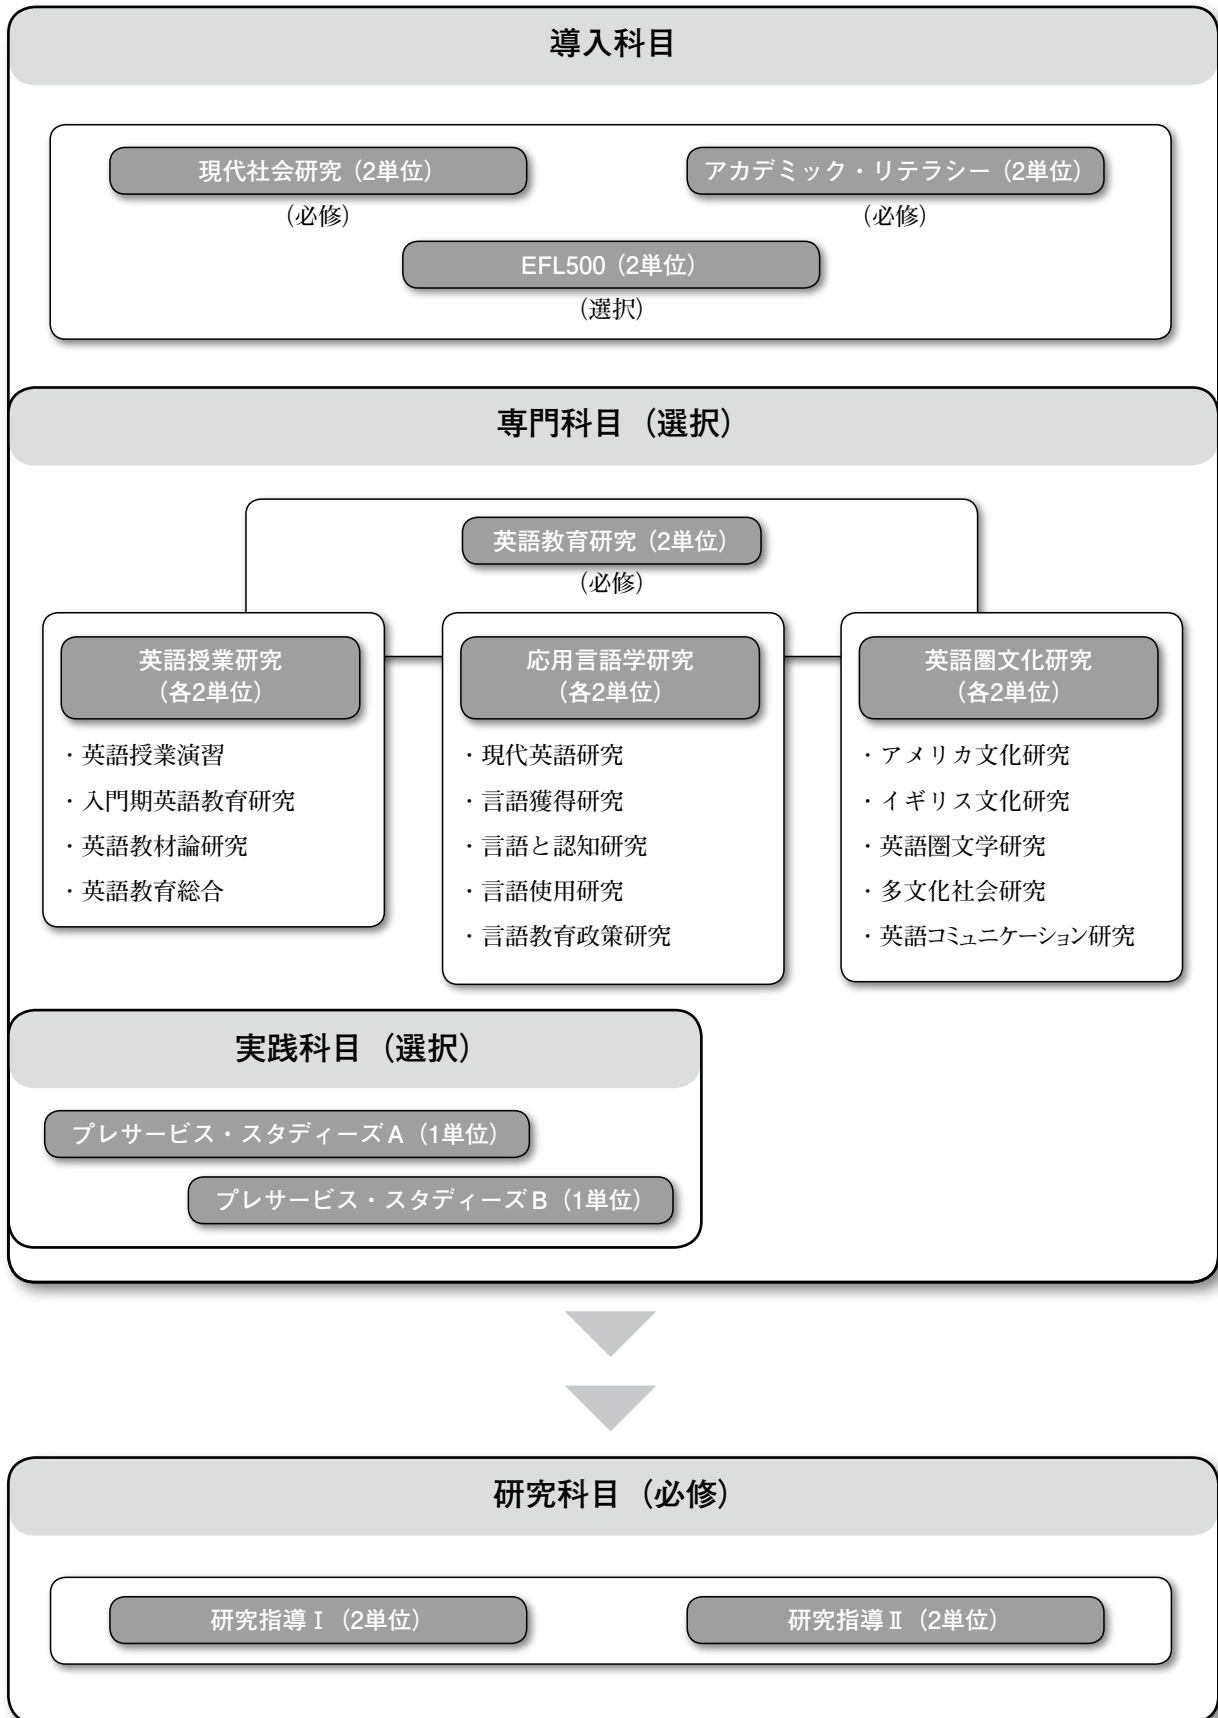 導入科目
現代社会研究（2単位）
アカデミック・リテラシー（2単位）
（必修）
（必修）
EFL500（2単位）
（選択）
専門科目（選択）
英語教育研究（2単位）
（必修）
英語授業研究
（各2単位）
・英語授業演習
・入門期英語教育研究
・英語教材論研究
・英語教育総合
応用言語学研究
（各2単位）
・現代英語研究
・言語獲得研究
・言語と認知研究
・言語使用研究
・言語教育政策研究
英語圏文化研究
（各2単位）
・アメリカ文化研究
・イギリス文化研究
・英語圏文学研究
・多文化社会研究
・英語コミュニケーション研究
実践科目（選択）
プレサービス・スタディーズA（1単位）
プレサービス・スタディーズB（1単位）
研究科目（必修）
研究指導Ⅰ（2単位）
研究指導Ⅱ（2単位）